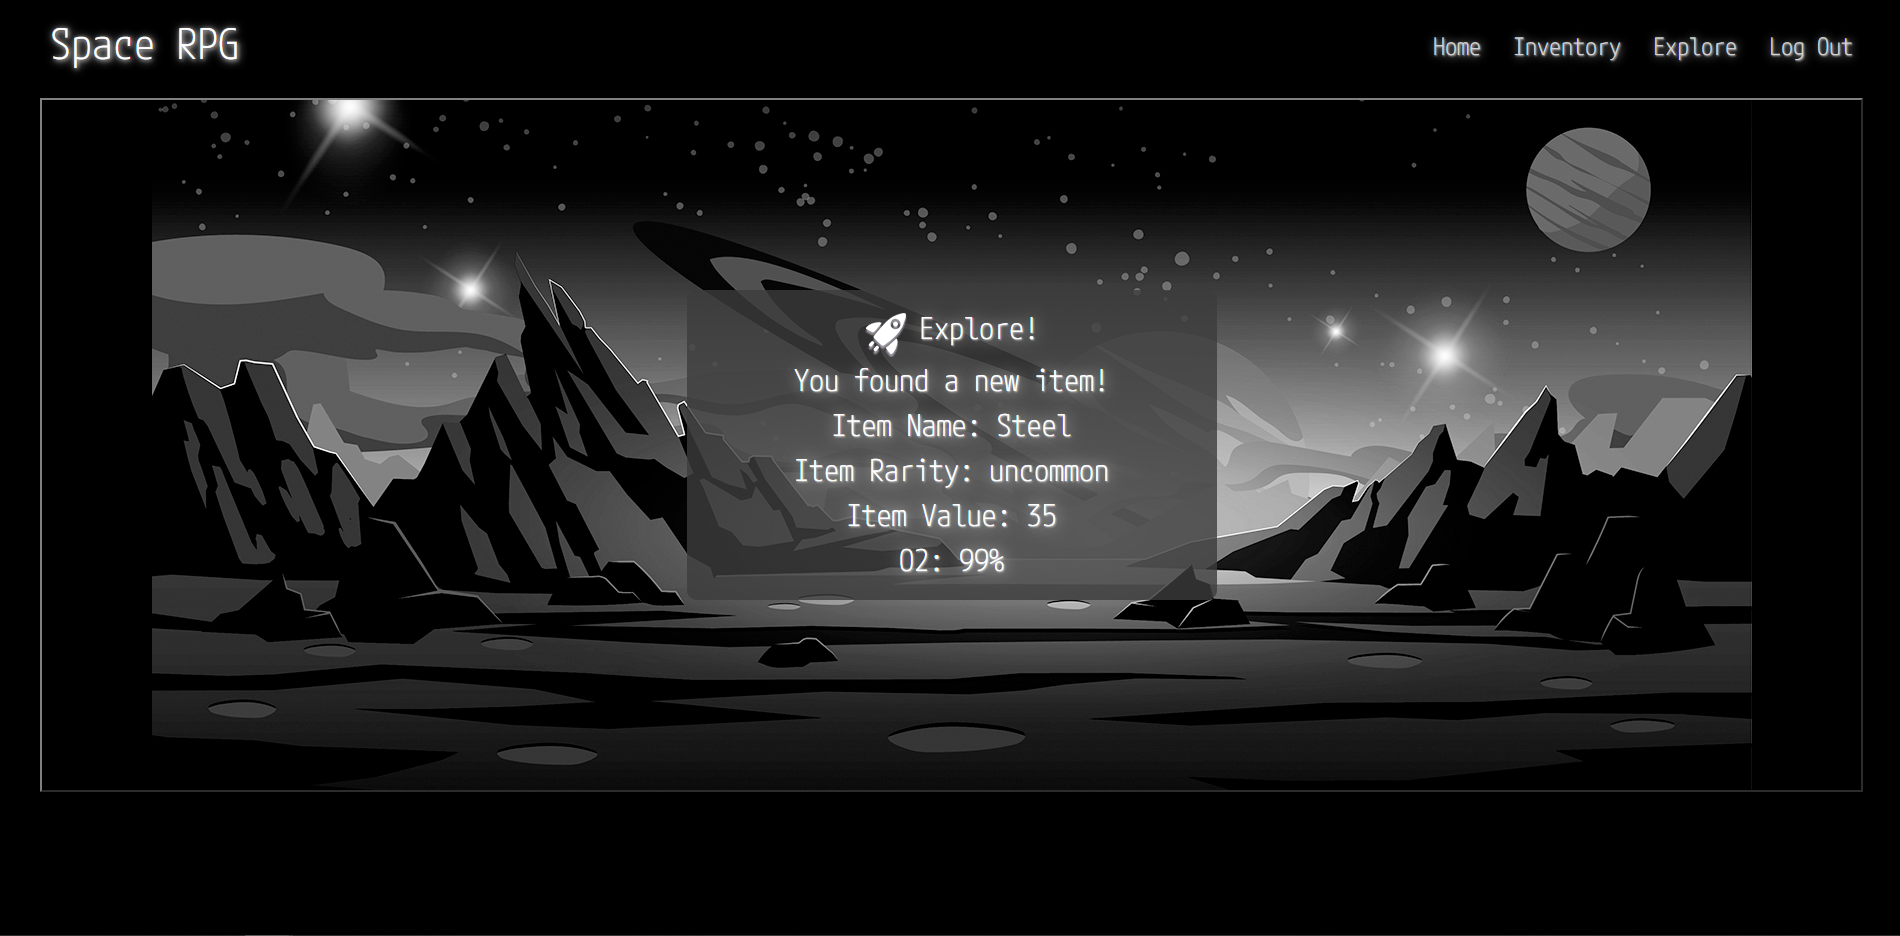 Space RPG
Home Inventory Explore Log Out
Explore!
You found a new item!
Item Name: Steel
Item Rarity: uncommon
Item Value: 35
O2: 99%